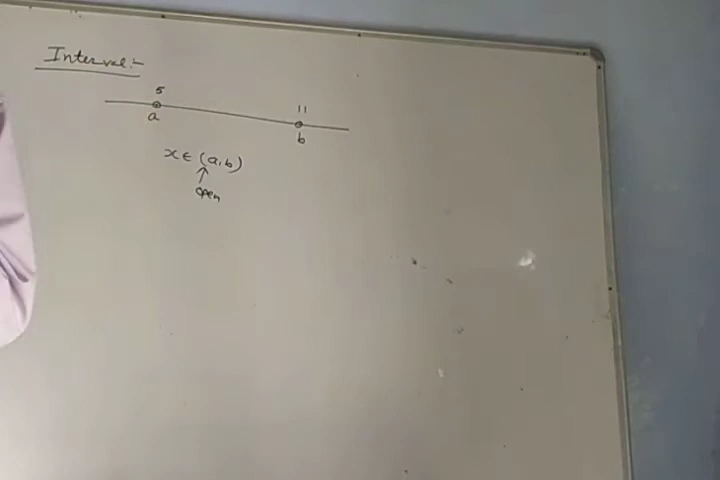 Interval:-
5 11
a b
x ∈ (a, b)
↑
open